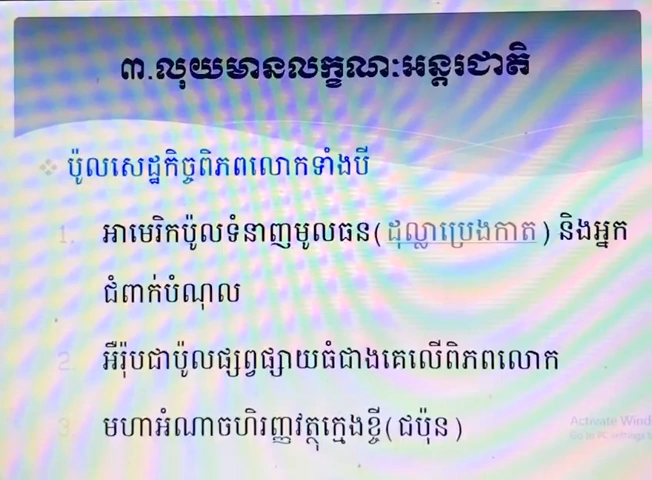 ៣.លុយមានលក្ខណៈអន្តរជាតិ
ប៉ូលសេដ្ឋកិច្ចពិភពលោកទាំងបី
1. អាមេរិកប៉ូលទំនាញមូលធន(ដុល្លាប្រេងកាត) និងអ្នក
ជំពាក់បំណុល
2. អឺរ៉ុបជាប៉ូលផ្សព្វផ្សាយធំជាងគេលើពិភពលោក
3. មហាអំណាចហិរញ្ញវត្ថុក្មេងខ្ចី(ជប៉ុន)
Activate Wind
Go to PC settings t